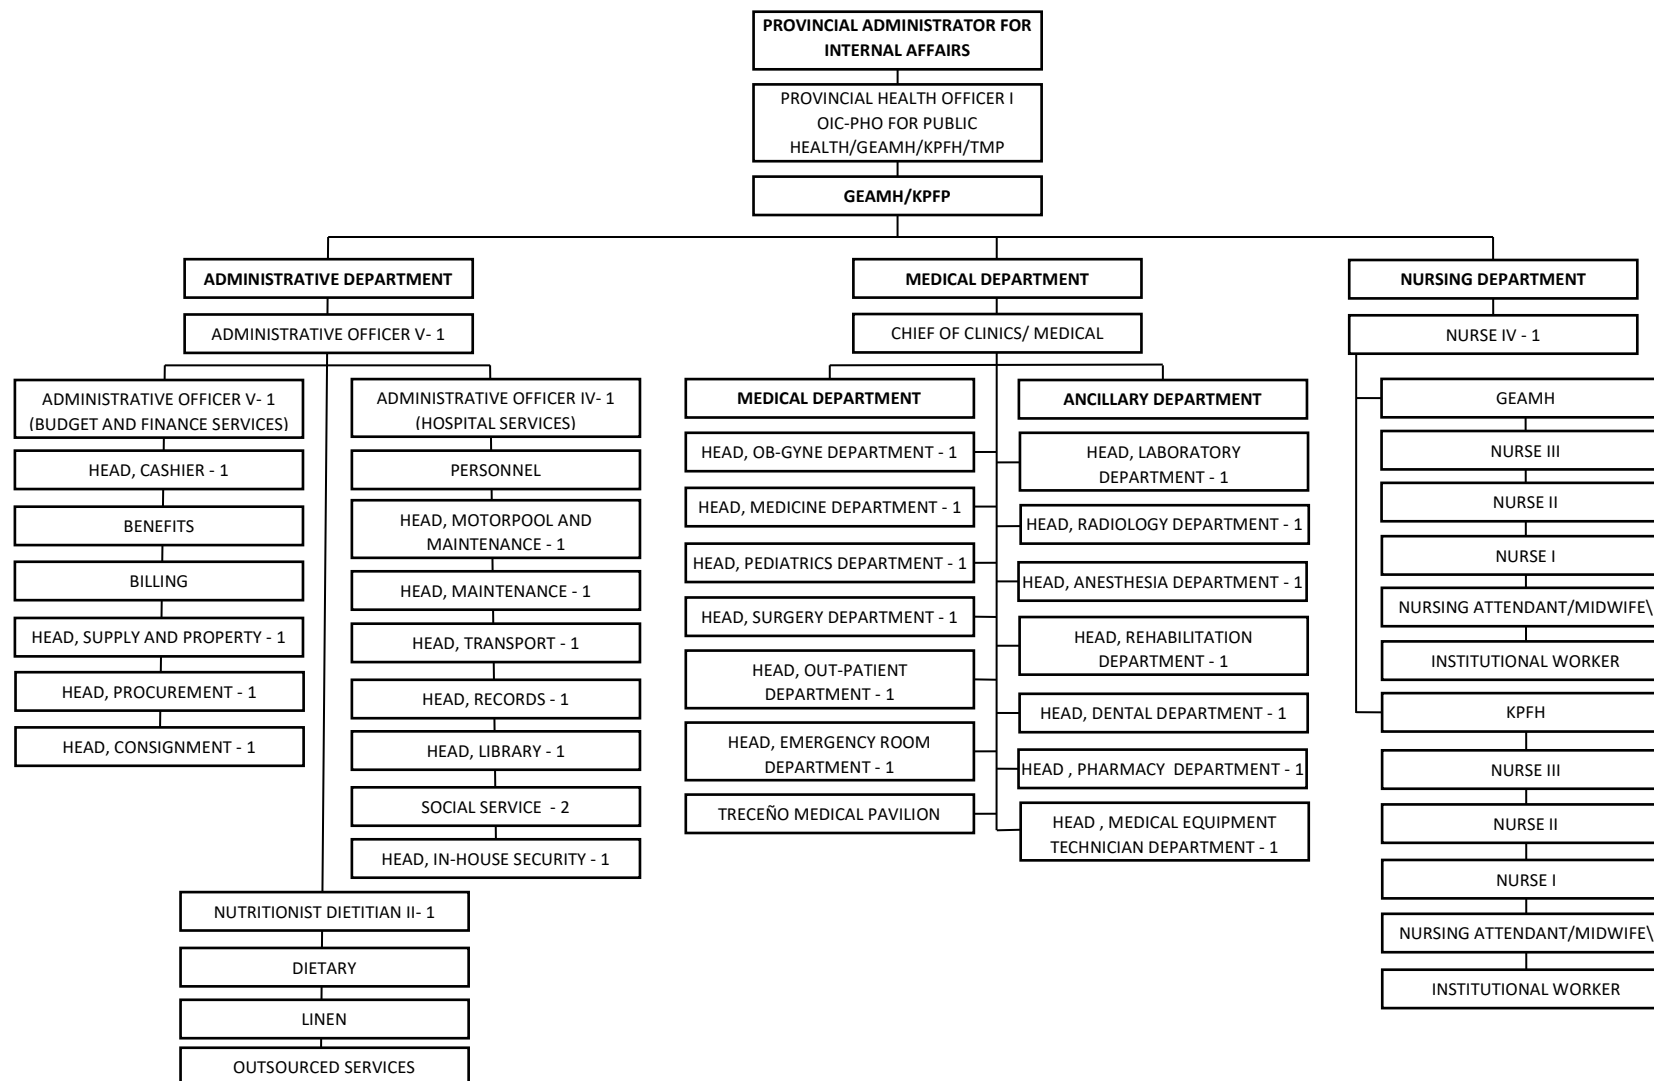 PROVINCIAL ADMINISTRATOR FOR
INTERNAL AFFAIRS
PROVINCIAL HEALTH OFFICER I
OIC-PHO FOR PUBLIC
HEALTH/GEAMH/KPFH/TMP
GEAMH/KPFP
ADMINISTRATIVE DEPARTMENT
ADMINISTRATIVE OFFICER V- 1
ADMINISTRATIVE OFFICER V- 1
(BUDGET AND FINANCE SERVICES)
HEAD, CASHIER - 1
BENEFITS
BILLING
HEAD, SUPPLY AND PROPERTY - 1
HEAD, PROCUREMENT - 1
HEAD, CONSIGNMENT - 1
ADMINISTRATIVE OFFICER IV- 1
(HOSPITAL SERVICES)
PERSONNEL
HEAD, MOTORPOOL AND
MAINTENANCE - 1
HEAD, MAINTENANCE - 1
HEAD, TRANSPORT - 1
HEAD, RECORDS - 1
HEAD, LIBRARY - 1
SOCIAL SERVICE - 2
HEAD, IN-HOUSE SECURITY - 1
NUTRITIONIST DIETITIAN II- 1
DIETARY
LINEN
OUTSOURCED SERVICES
MEDICAL DEPARTMENT
CHIEF OF CLINICS/ MEDICAL
MEDICAL DEPARTMENT
HEAD, OB-GYNE DEPARTMENT - 1
HEAD, MEDICINE DEPARTMENT - 1
HEAD, PEDIATRICS DEPARTMENT - 1
HEAD, SURGERY DEPARTMENT - 1
HEAD, OUT-PATIENT
DEPARTMENT - 1
HEAD, EMERGENCY ROOM
DEPARTMENT - 1
TRECEÑO MEDICAL PAVILION
ANCILLARY DEPARTMENT
HEAD, LABORATORY
DEPARTMENT - 1
HEAD, RADIOLOGY DEPARTMENT - 1
HEAD, ANESTHESIA DEPARTMENT - 1
HEAD, REHABILITATION
DEPARTMENT - 1
HEAD, DENTAL DEPARTMENT - 1
HEAD , PHARMACY DEPARTMENT - 1
HEAD , MEDICAL EQUIPMENT
TECHNICIAN DEPARTMENT - 1
NURSING DEPARTMENT
NURSE IV - 1
GEAMH
NURSE III
NURSE II
NURSE I
NURSING ATTENDANT/MIDWIFE\
INSTITUTIONAL WORKER
KPFH
NURSE III
NURSE II
NURSE I
NURSING ATTENDANT/MIDWIFE\
INSTITUTIONAL WORKER